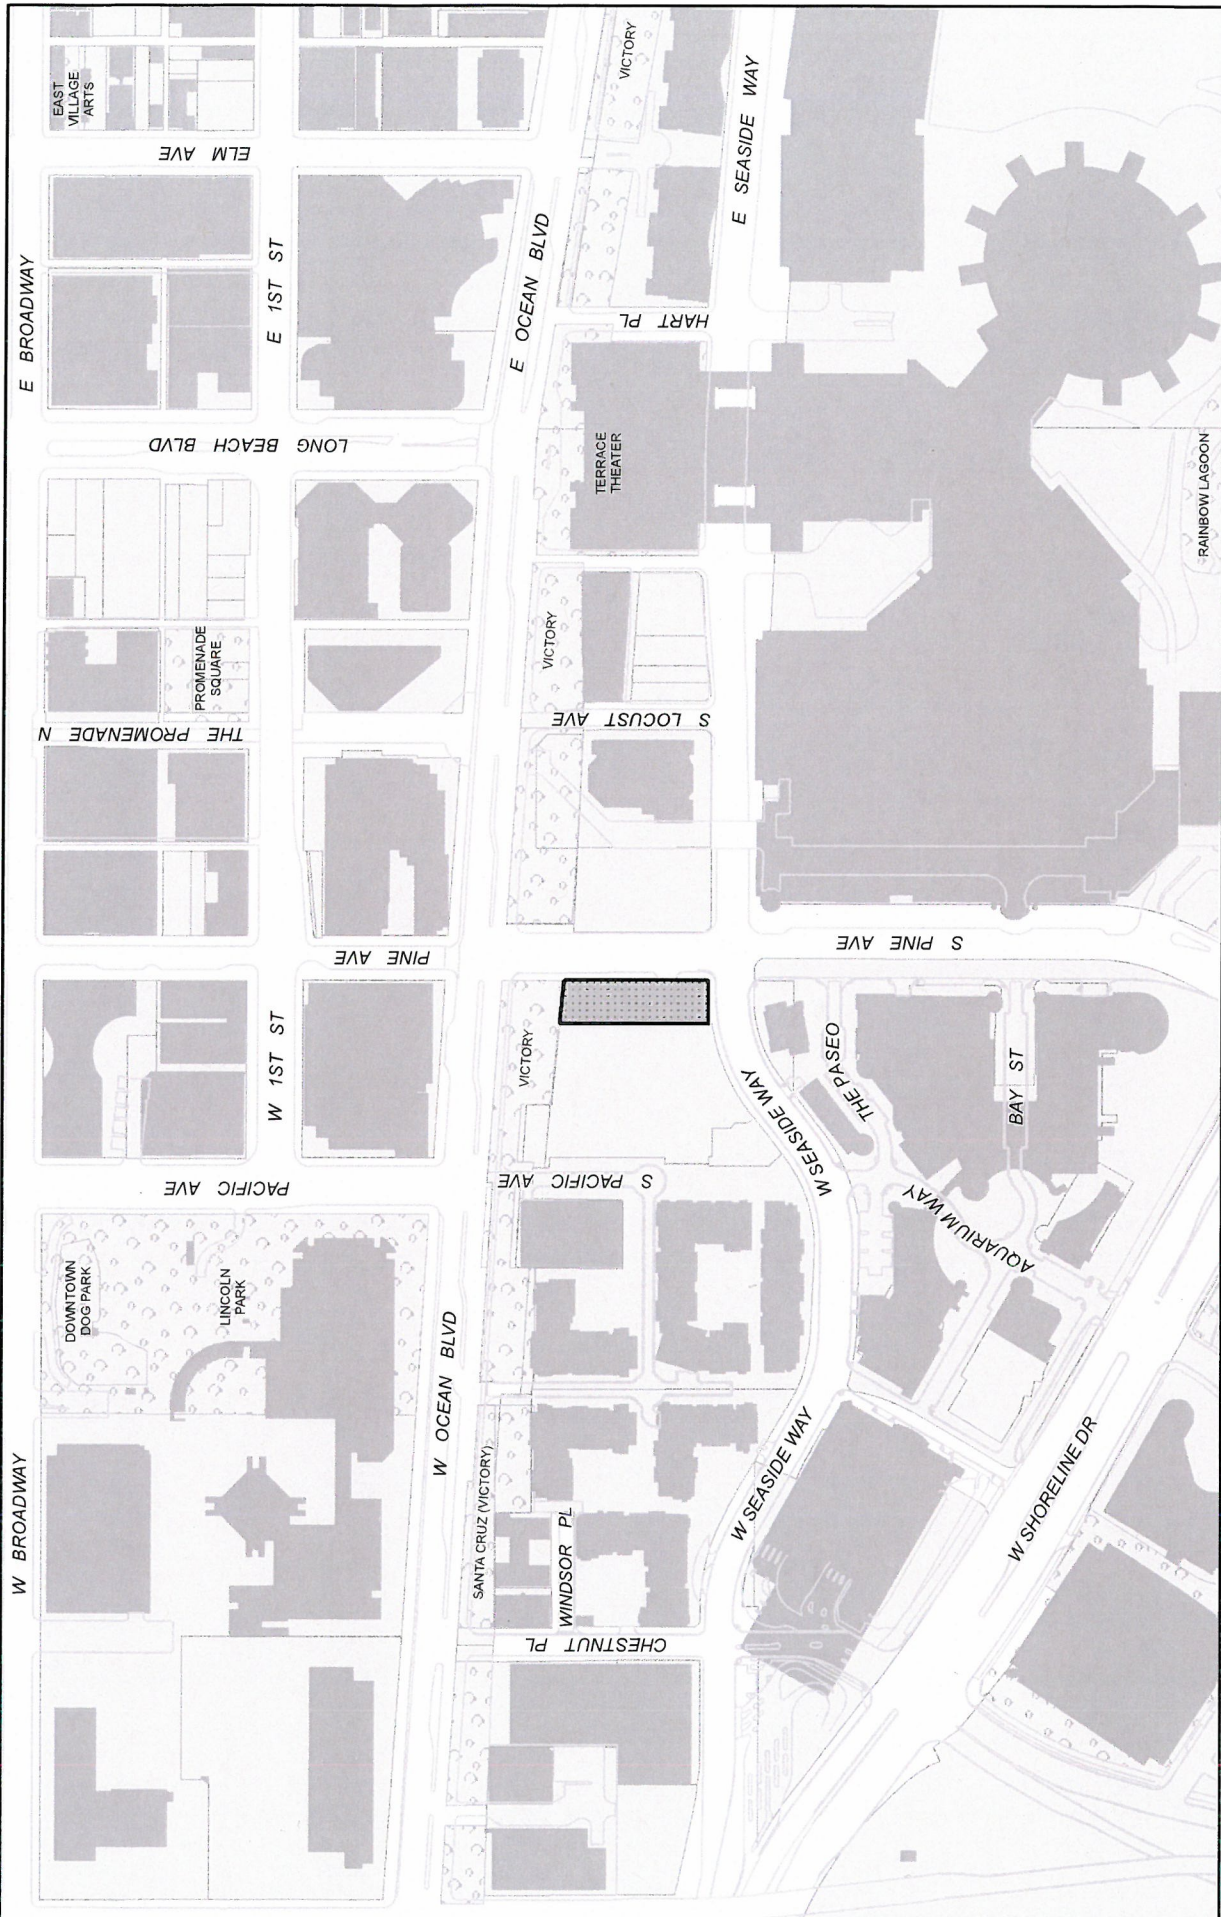 W BROADWAY
E BROADWAY
DOWNTOWN
DOG PARK
EAST
VILLAGE
ARTS
LINCOLN
PARK
PACIFIC AVE
THE PROMENADE N
PROMENADE
SQUARE
LONG BEACH BLVD
ELM AVE
W 1ST ST
E 1ST ST
PINE AVE
W OCEAN BLVD
E OCEAN BLVD
SANTA CRUZ (VICTORY)
VICTORY
VICTORY
VICTORY
CHESTNUT PL
WINDSOR PL
S PACIFIC AVE
S LOCUST AVE
TERRACE
THEATER
HART PL
W SEASIDE WAY
W SEASIDE WAY
E SEASIDE WAY
THE PASEO
S PINE AVE
AQUARIUM WAY
BAY ST
W SHORELINE DR
RAINBOW LAGOON